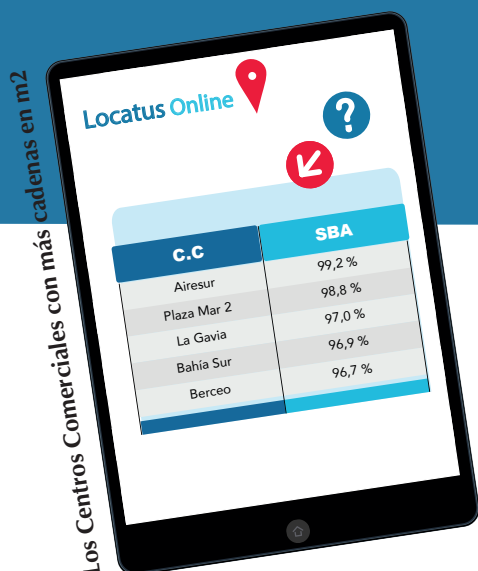 Los Centros Comerciales con más cadenas en m2
Locatus Online
?
C.C SBA
Airesur 99,2 %
Plaza Mar 2 98,8 %
La Gavia 97,0 %
Bahía Sur 96,9 %
Berceo 96,7 %